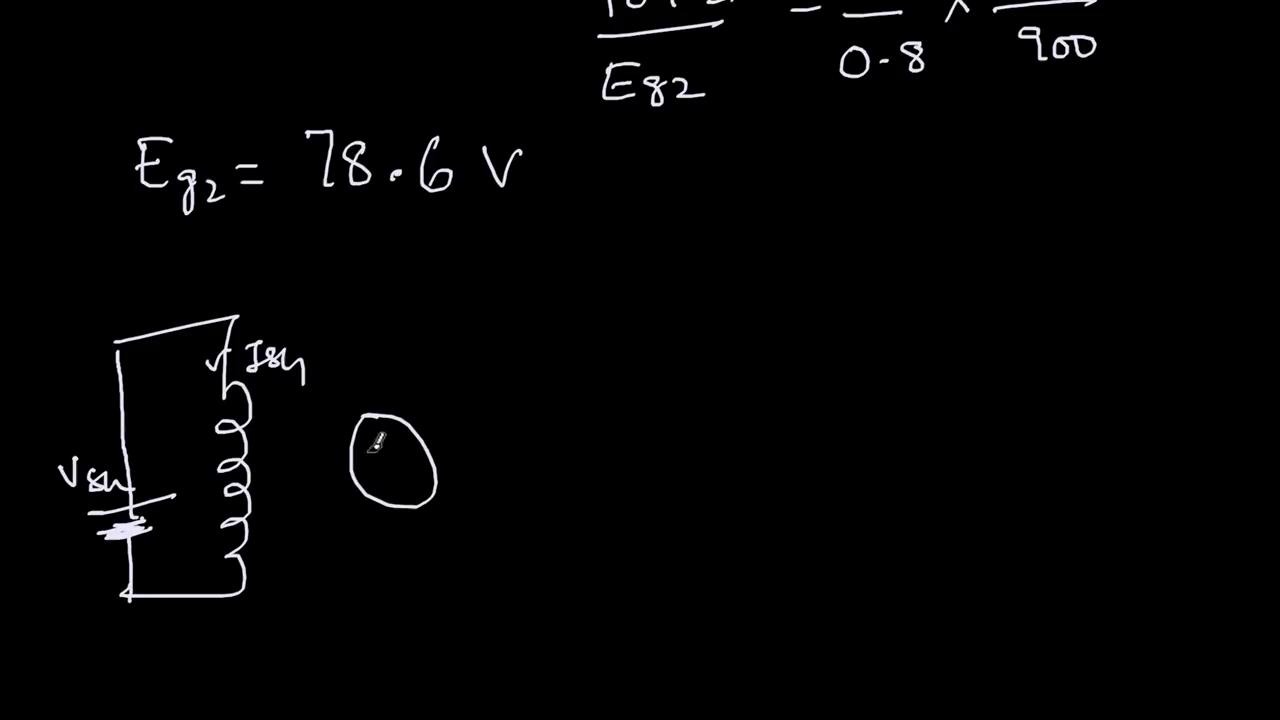 =
Eg2 0.8 × 900
Eg2 = 78.6 V
Ish
Vsh